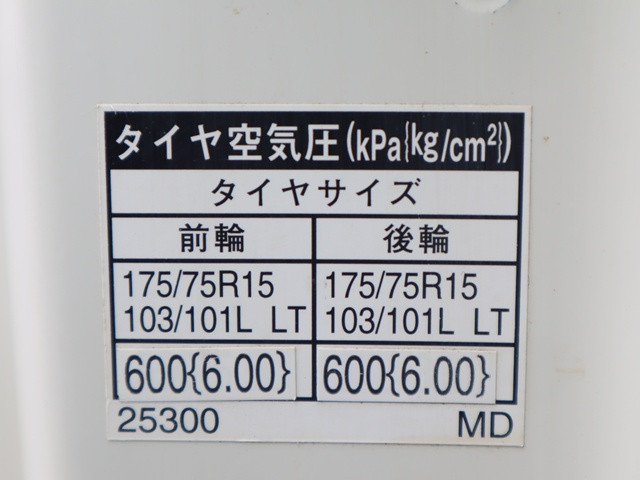 タイヤ空気圧(kPa{kg/cm²})
タイヤサイズ
前輪 後輪
175/75R15 175/75R15
103/101L LT 103/101L LT
600{6.00} 600{6.00}
25300 MD